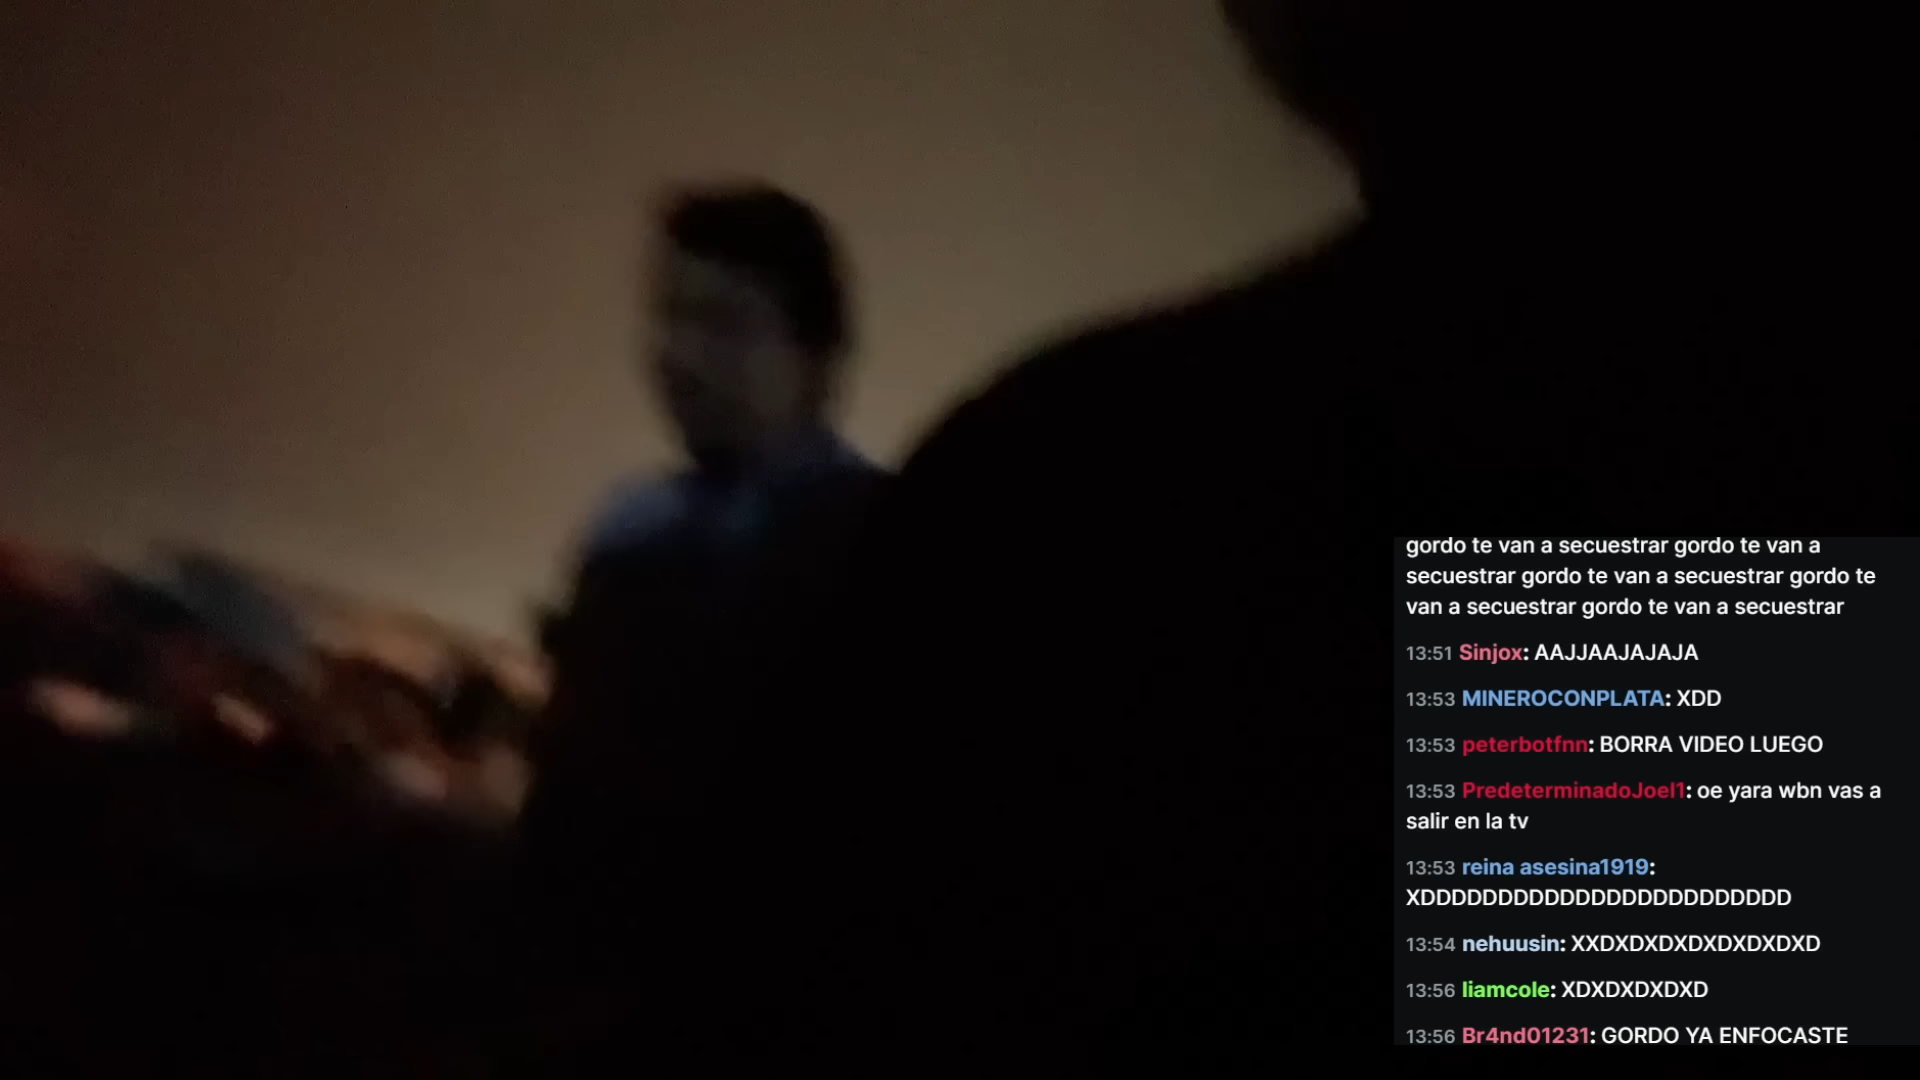 gordo te van a secuestrar gordo te van a
secuestrar gordo te van a secuestrar gordo te
van a secuestrar gordo te van a secuestrar
13:51 Sinjox: AAJJAAJAJAJA
13:53 MINEROCONPLATA: XDD
13:53 peterbotfnn: BORRA VIDEO LUEGO
13:53 PredeterminadoJoel1: oe yara wbn vas a
salir en la tv
13:53 reina asesina1919:
XDDDDDDDDDDDDDDDDDDDDDDDD
13:54 nehuusin: XXDXDXDXDXDXDXDXD
13:56 liamcole: XDXDXDXDXD
13:56 Br4nd01231: GORDO YA ENFOCASTE